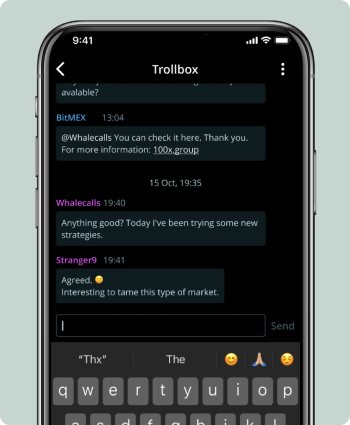 9:41
Trollbox
avalable?
BitMEX 13:04
@Whalecalls You can check it here. Thank you.
For more information: 100x.group
15 Oct, 19:35
Whalecalls 19:40
Anything good? Today I've been trying some new
strategies.
Stranger9 19:41
Agreed. 😊
Interesting to tame this type of market.
Send
“Thx” The 😊 🙏🏽 ☺️
q w e r t y u i o p
a s d f g h j k l